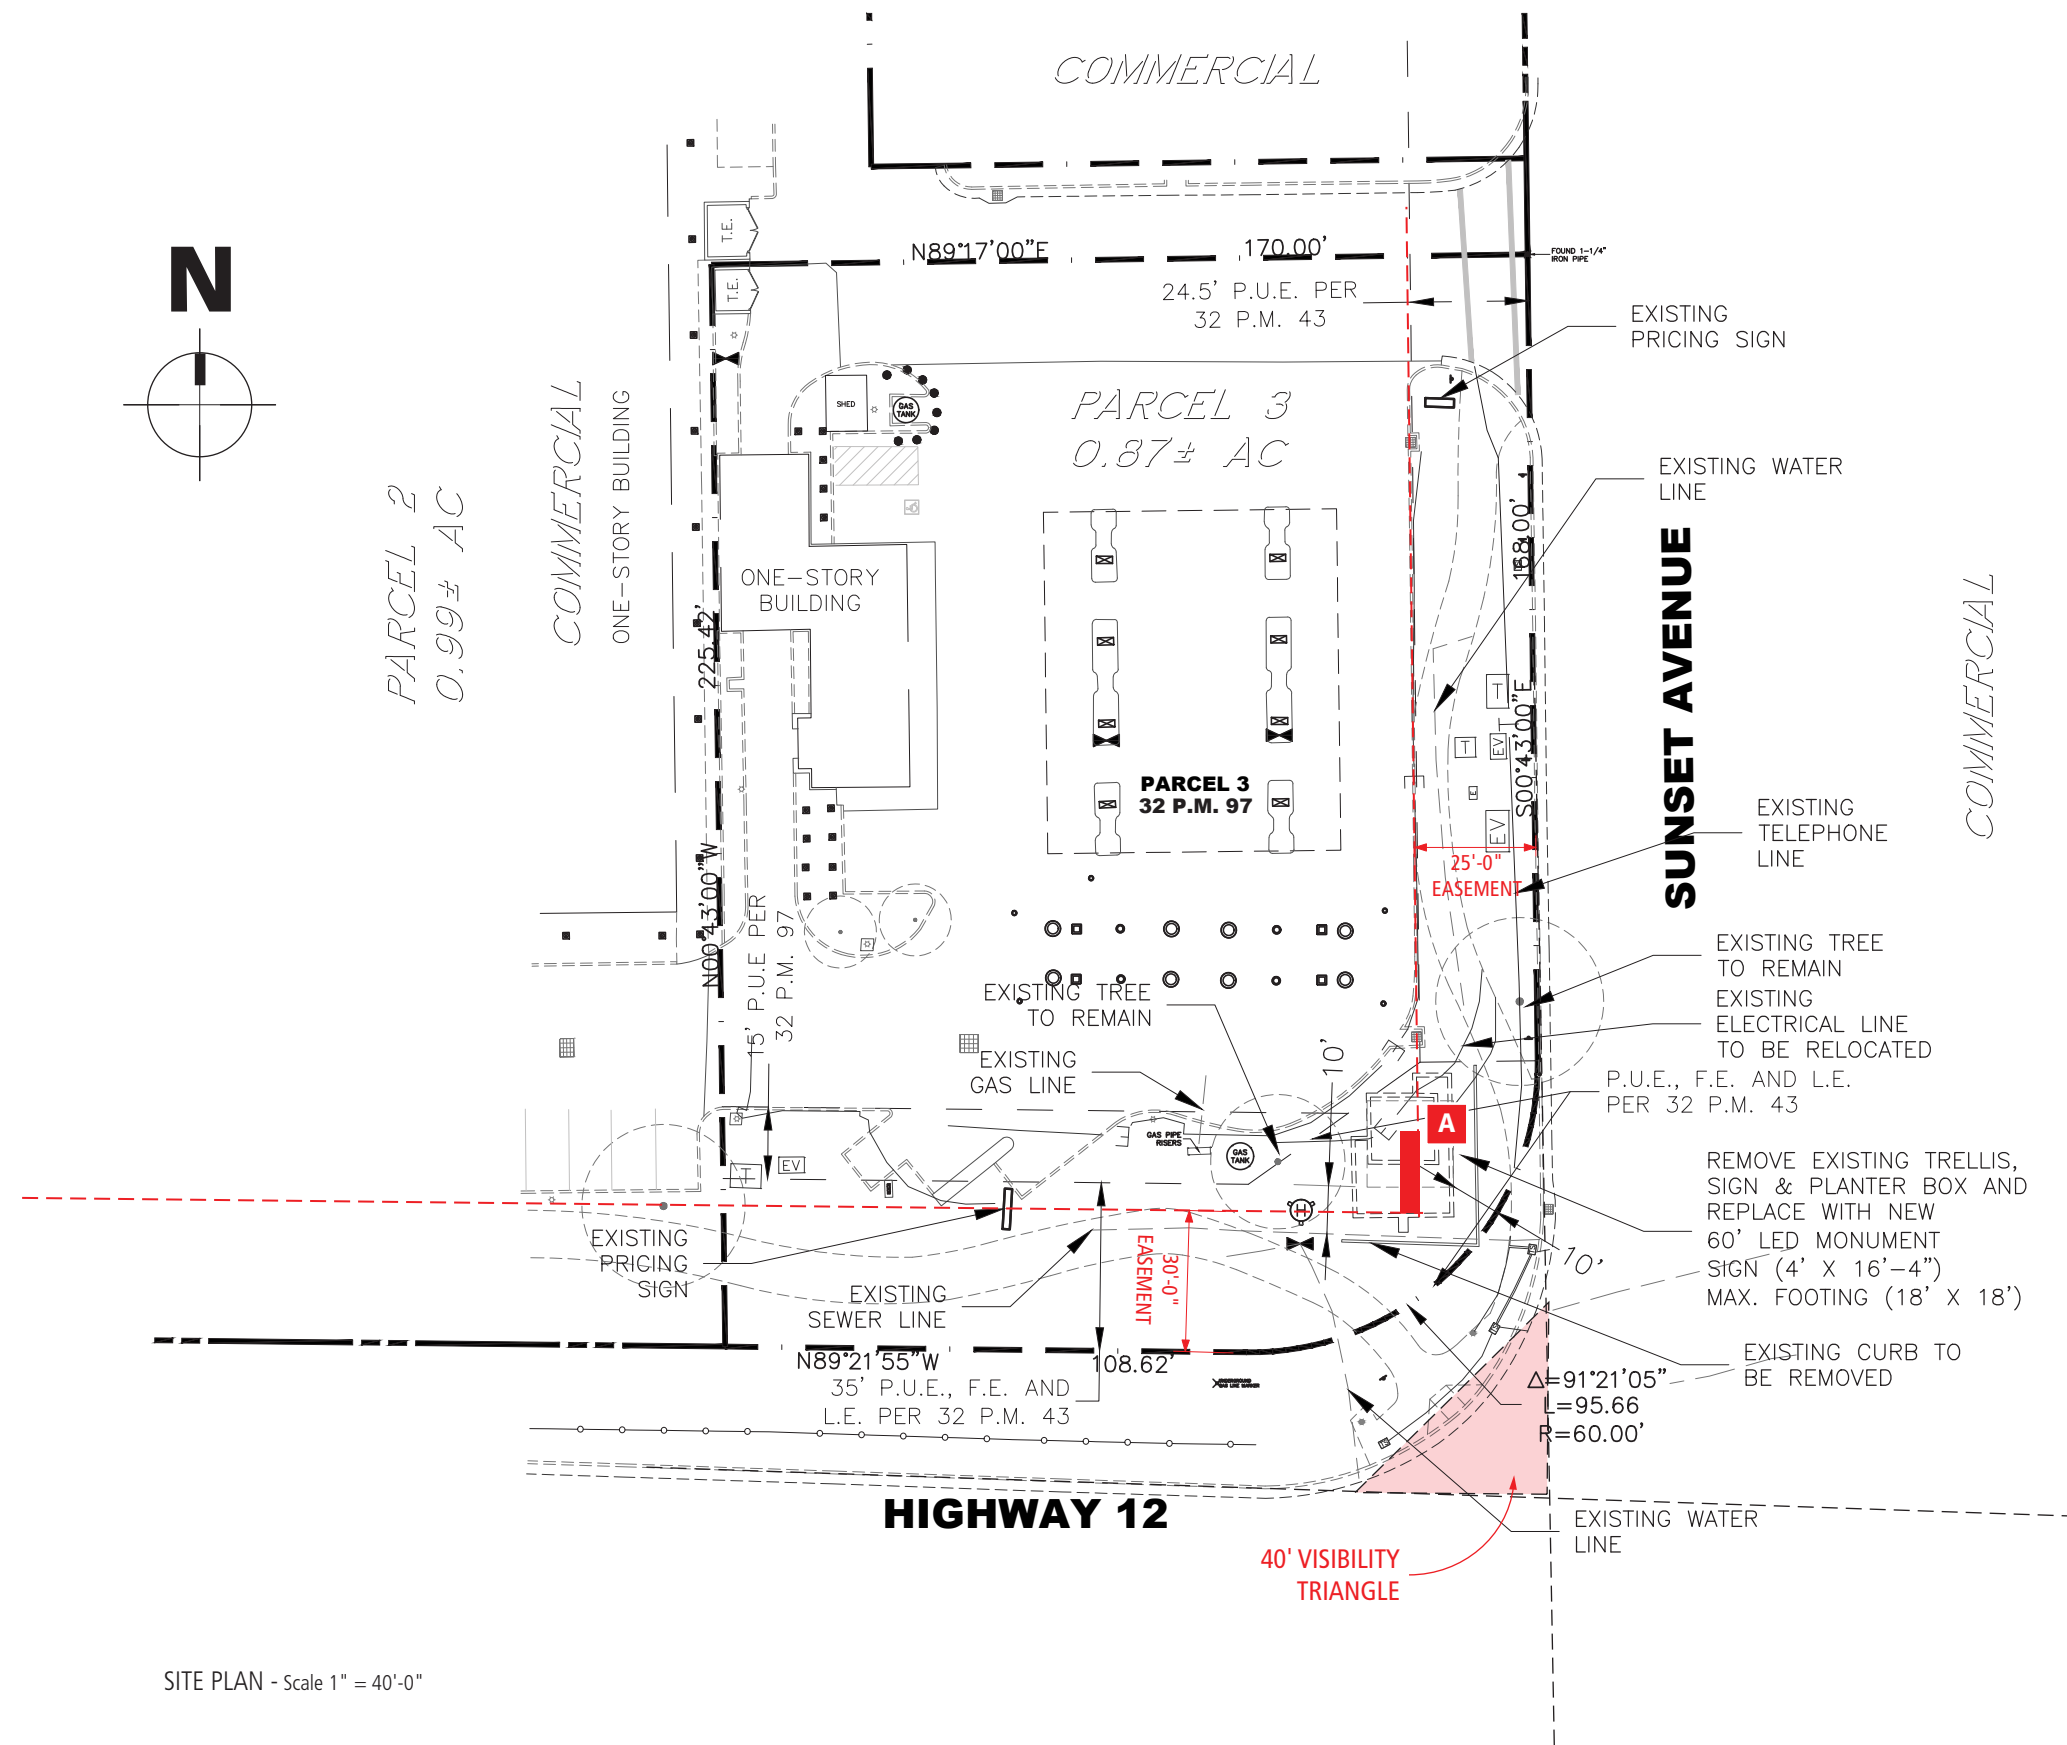 COMMERCIAL
N
T.E.
T.E.
N89°17'00"E
170.00'
FOUND 1-1/4"
IRON PIPE
24.5' P.U.E. PER
32 P.M. 43
EXISTING
PRICING SIGN
SHED
GAS
TANK
PARCEL 3
0.87± AC
EXISTING WATER
LINE
PARCEL 2
0.99± AC
COMMERCIAL
ONE-STORY BUILDING
ONE-STORY
BUILDING
225.42'
N00°43'00"W
168.00'
S00°43'00"E
SUNSET AVENUE
COMMERCIAL
T
T
EV
E
EV
PARCEL 3
32 P.M. 97
25'-0"
EASEMENT
EXISTING
TELEPHONE
LINE
15' P.U.E PER
32 P.M. 97
EXISTING TREE
TO REMAIN
EXISTING TREE
TO REMAIN
EXISTING
ELECTRICAL LINE
TO BE RELOCATED
EXISTING
GAS LINE
10'
P.U.E., F.E. AND L.E.
PER 32 P.M. 43
A
GAS PIPE
RISERS
GAS
TANK
T
EV
H
REMOVE EXISTING TRELLIS,
SIGN & PLANTER BOX AND
REPLACE WITH NEW
60' LED MONUMENT
SIGN (4' X 16'-4")
MAX. FOOTING (18' X 18')
10'
EXISTING
PRICING
SIGN
30'-0"
EASEMENT
EXISTING
SEWER LINE
EXISTING CURB TO
BE REMOVED
N89°21'55"W
108.62'
35' P.U.E., F.E. AND
L.E. PER 32 P.M. 43
UNDERGROUND
GAS LINE MARKER
Δ=91°21'05"
L=95.66
R=60.00'
HIGHWAY 12
EXISTING WATER
LINE
40' VISIBILITY
TRIANGLE
SITE PLAN - Scale 1" = 40'-0"